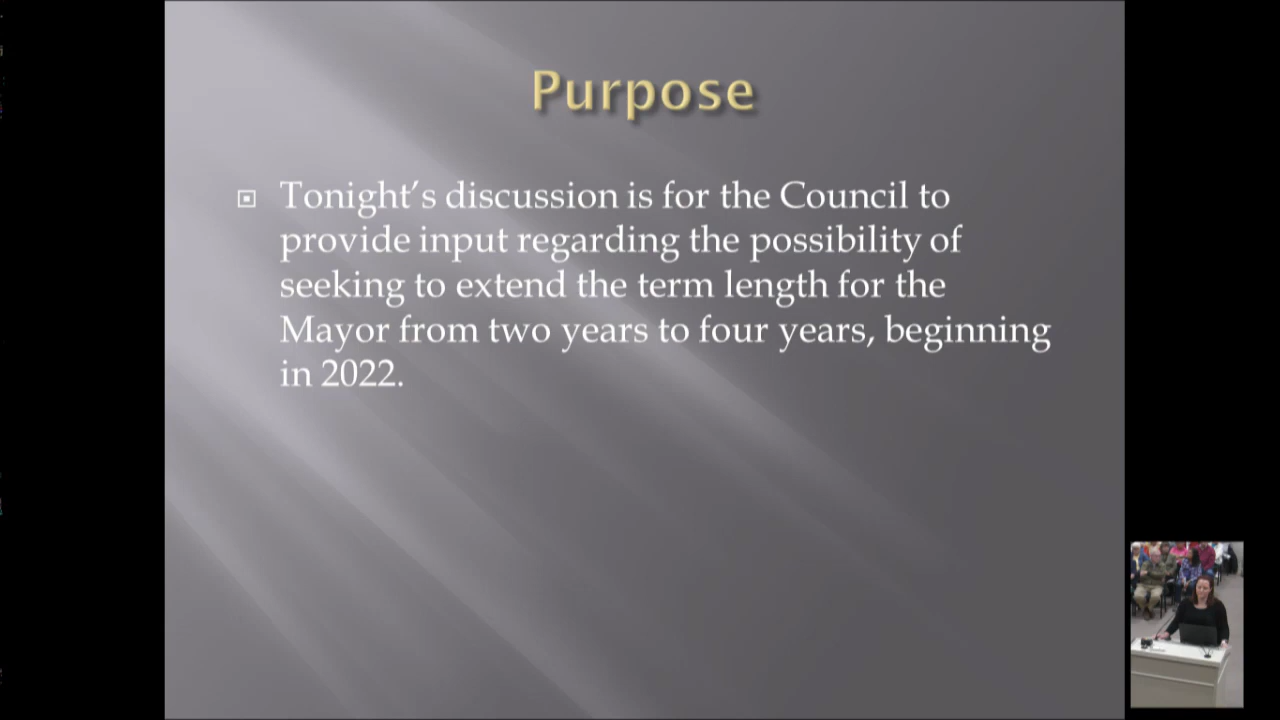 Purpose
Tonight’s discussion is for the Council to
provide input regarding the possibility of
seeking to extend the term length for the
Mayor from two years to four years, beginning
in 2022.